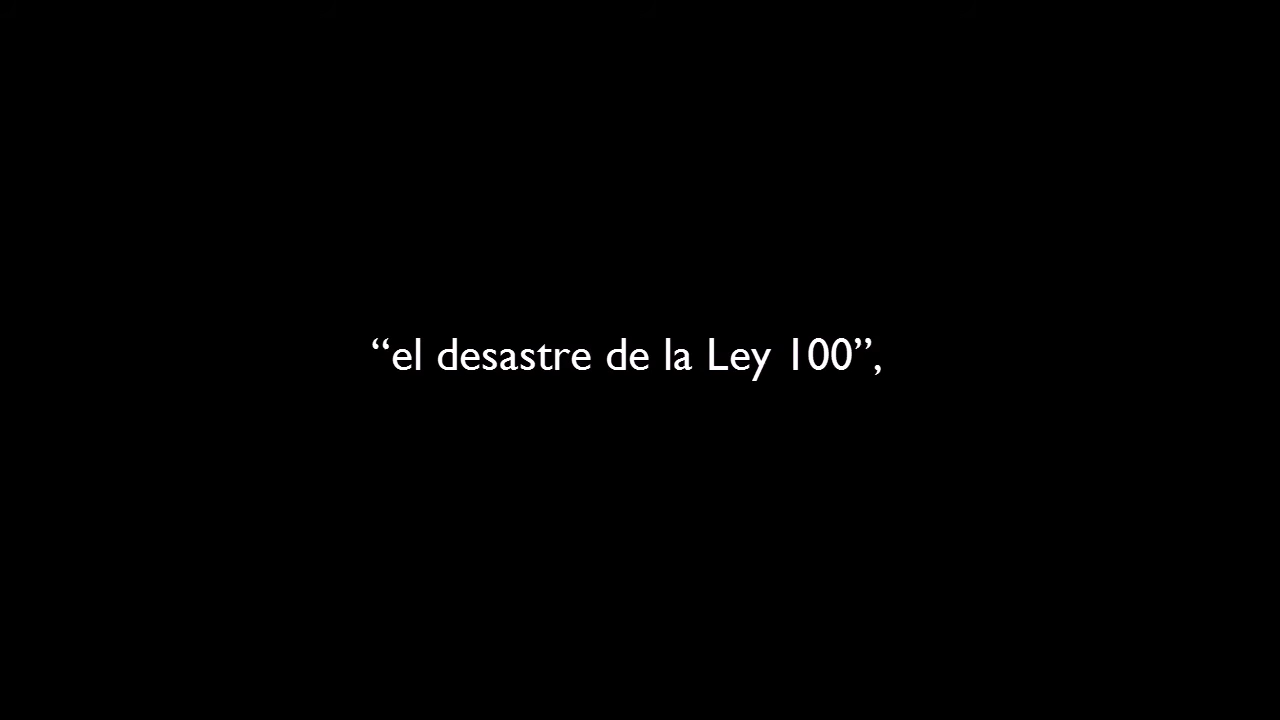 “el desastre de la Ley 100”,